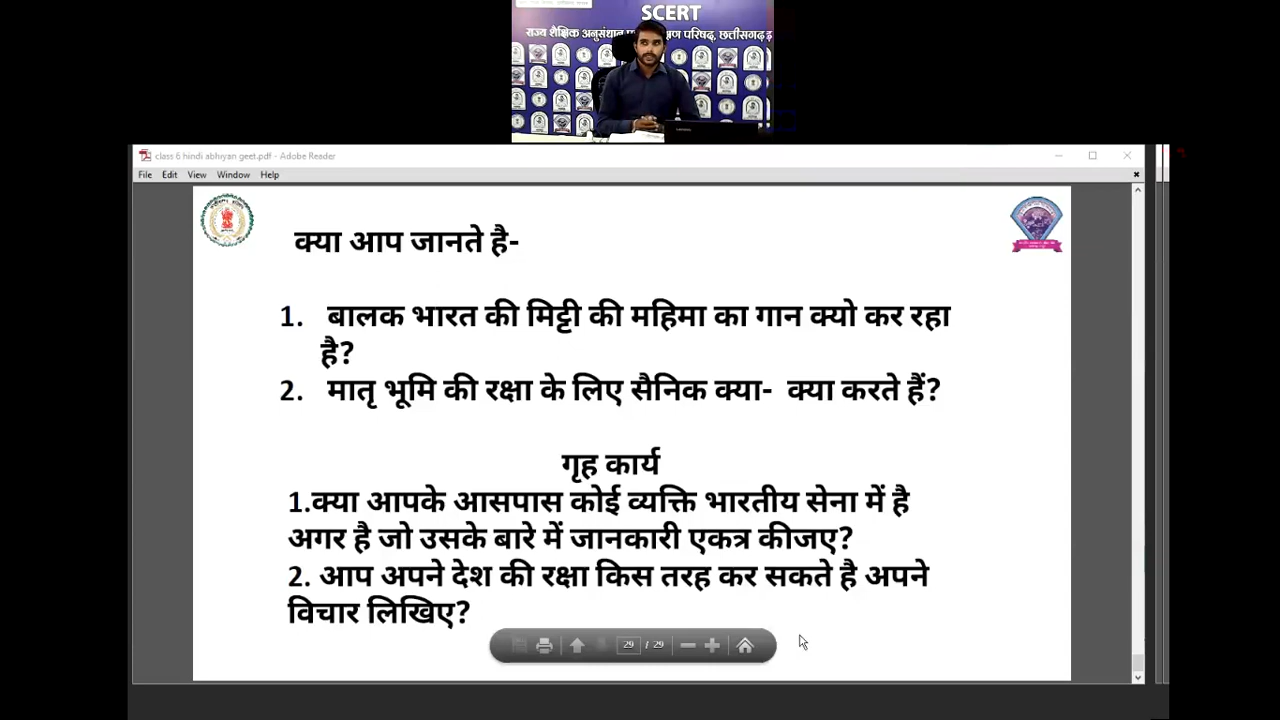 SCERT
राज्य शैक्षिक अनुसंधान
क्षण परिषद्, छत्तीसगढ़
class 6 hindi abhiyan geet.pdf - Adobe Reader
File Edit View Window Help
क्या आप जानते है-
1. बालक भारत की मिट्टी की महिमा का गान क्यो कर रहा
है?
2. मातृ भूमि की रक्षा के लिए सैनिक क्या- क्या करते हैं?
गृह कार्य
1.क्या आपके आसपास कोई व्यक्ति भारतीय सेना में है
अगर है जो उसके बारे में जानकारी एकत्र कीजए?
2. आप अपने देश की रक्षा किस तरह कर सकते है अपने
विचार लिखिए?
29 / 29